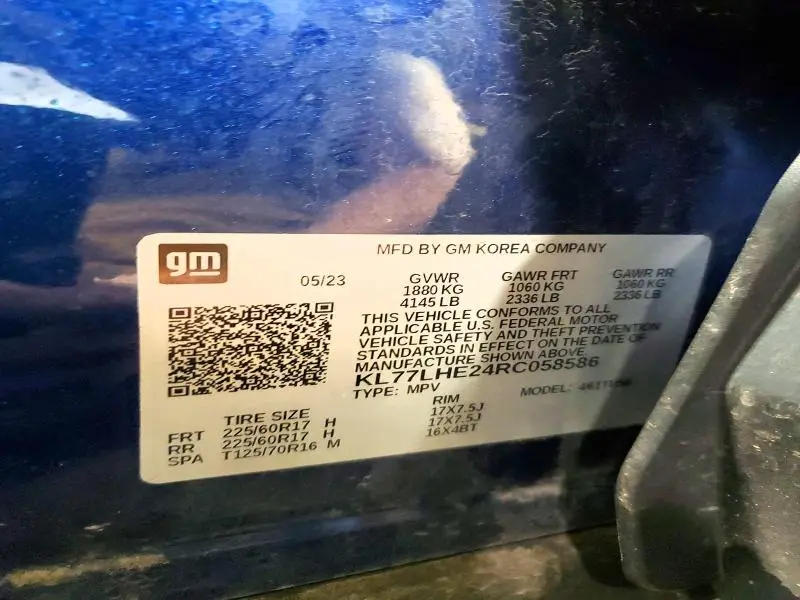 gm
MFD BY GM KOREA COMPANY
05/23
GVWR GAWR FRT GAWR RR
1880 KG 1060 KG 1060 KG
4145 LB 2336 LB 2336 LB
THIS VEHICLE CONFORMS TO ALL
APPLICABLE U.S. FEDERAL MOTOR
VEHICLE SAFETY AND THEFT PREVENTION
STANDARDS IN EFFECT ON THE DATE OF
MANUFACTURE SHOWN ABOVE
KL77LHE24RC058586
TYPE: MPV MODEL:
TIRE SIZE RIM
FRT 225/60R17 H 17X7.5J
RR 225/60R17 H 17X7.5J
SPA T125/70R16 M 16X4BT